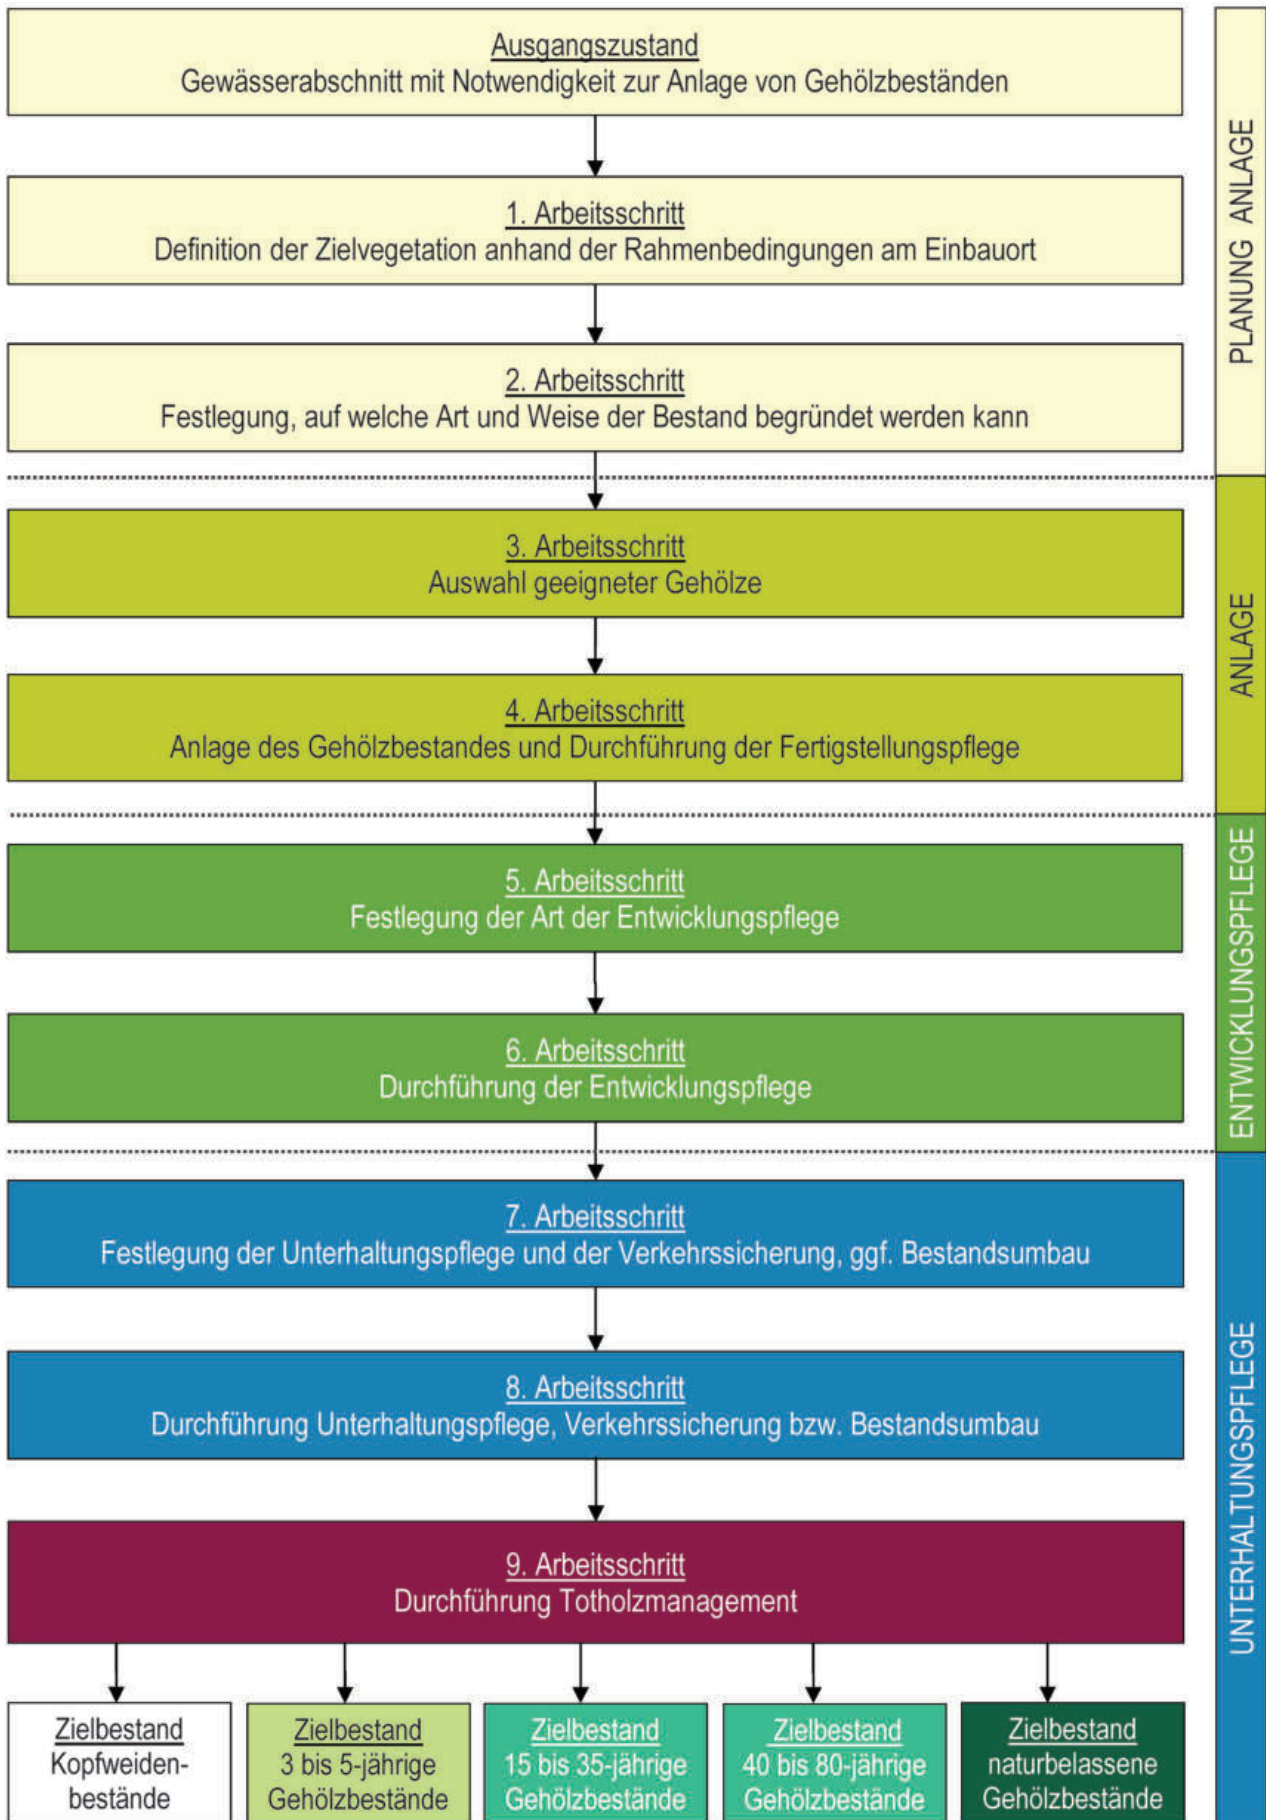 Ausgangszustand
Gewässerabschnitt mit Notwendigkeit zur Anlage von Gehölzbeständen
1. Arbeitsschritt
Definition der Zielvegetation anhand der Rahmenbedingungen am Einbauort
2. Arbeitsschritt
Festlegung, auf welche Art und Weise der Bestand begründet werden kann
PLANUNG ANLAGE
3. Arbeitsschritt
Auswahl geeigneter Gehölze
4. Arbeitsschritt
Anlage des Gehölzbestandes und Durchführung der Fertigstellungspflege
ANLAGE
5. Arbeitsschritt
Festlegung der Art der Entwicklungspflege
6. Arbeitsschritt
Durchführung der Entwicklungspflege
ENTWICKLUNGSPFLEGE
7. Arbeitsschritt
Festlegung der Unterhaltungspflege und der Verkehrssicherung, ggf. Bestandsumbau
8. Arbeitsschritt
Durchführung Unterhaltungspflege, Verkehrssicherung bzw. Bestandsumbau
9. Arbeitsschritt
Durchführung Totholzmanagement
UNTERHALTUNGSPFLEGE
Zielbestand
Kopfweiden-
bestände
Zielbestand
3 bis 5-jährige
Gehölzbestände
Zielbestand
15 bis 35-jährige
Gehölzbestände
Zielbestand
40 bis 80-jährige
Gehölzbestände
Zielbestand
naturbelassene
Gehölzbestände